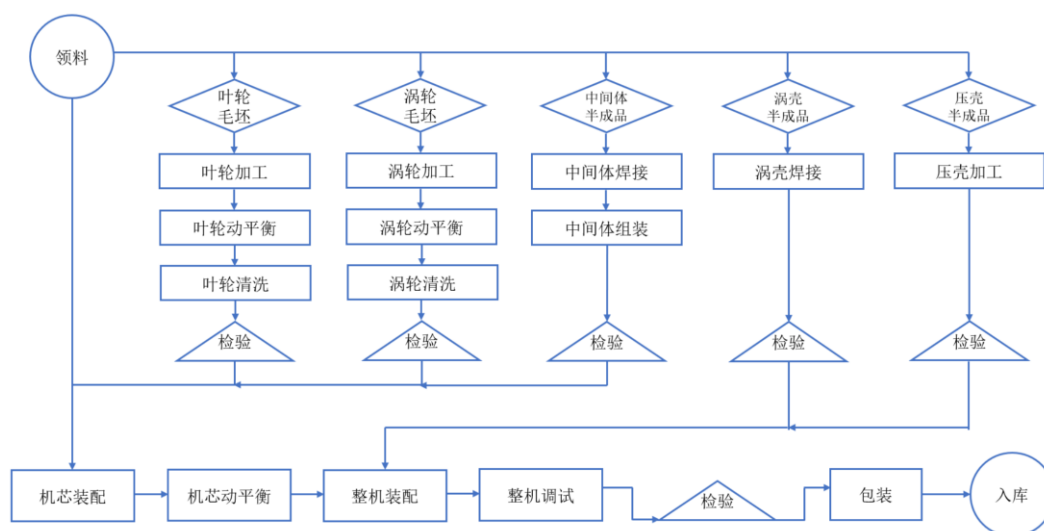 领料
叶轮
毛坯
涡轮
毛坯
中间体
半成品
涡壳
半成品
压壳
半成品
叶轮加工
涡轮加工
中间体焊接
涡壳焊接
压壳加工
叶轮动平衡
涡轮动平衡
中间体组装
叶轮清洗
涡轮清洗
检验
检验
检验
检验
检验
机芯装配
机芯动平衡
整机装配
整机调试
检验
包装
入库